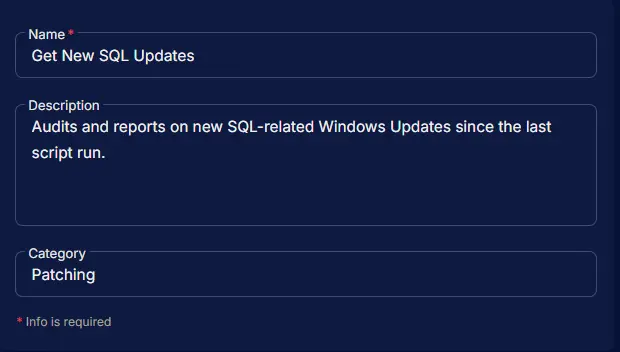 Name *
Get New SQL Updates
Description
Audits and reports on new SQL-related Windows Updates since the last
script run.
Category
Patching
* Info is required